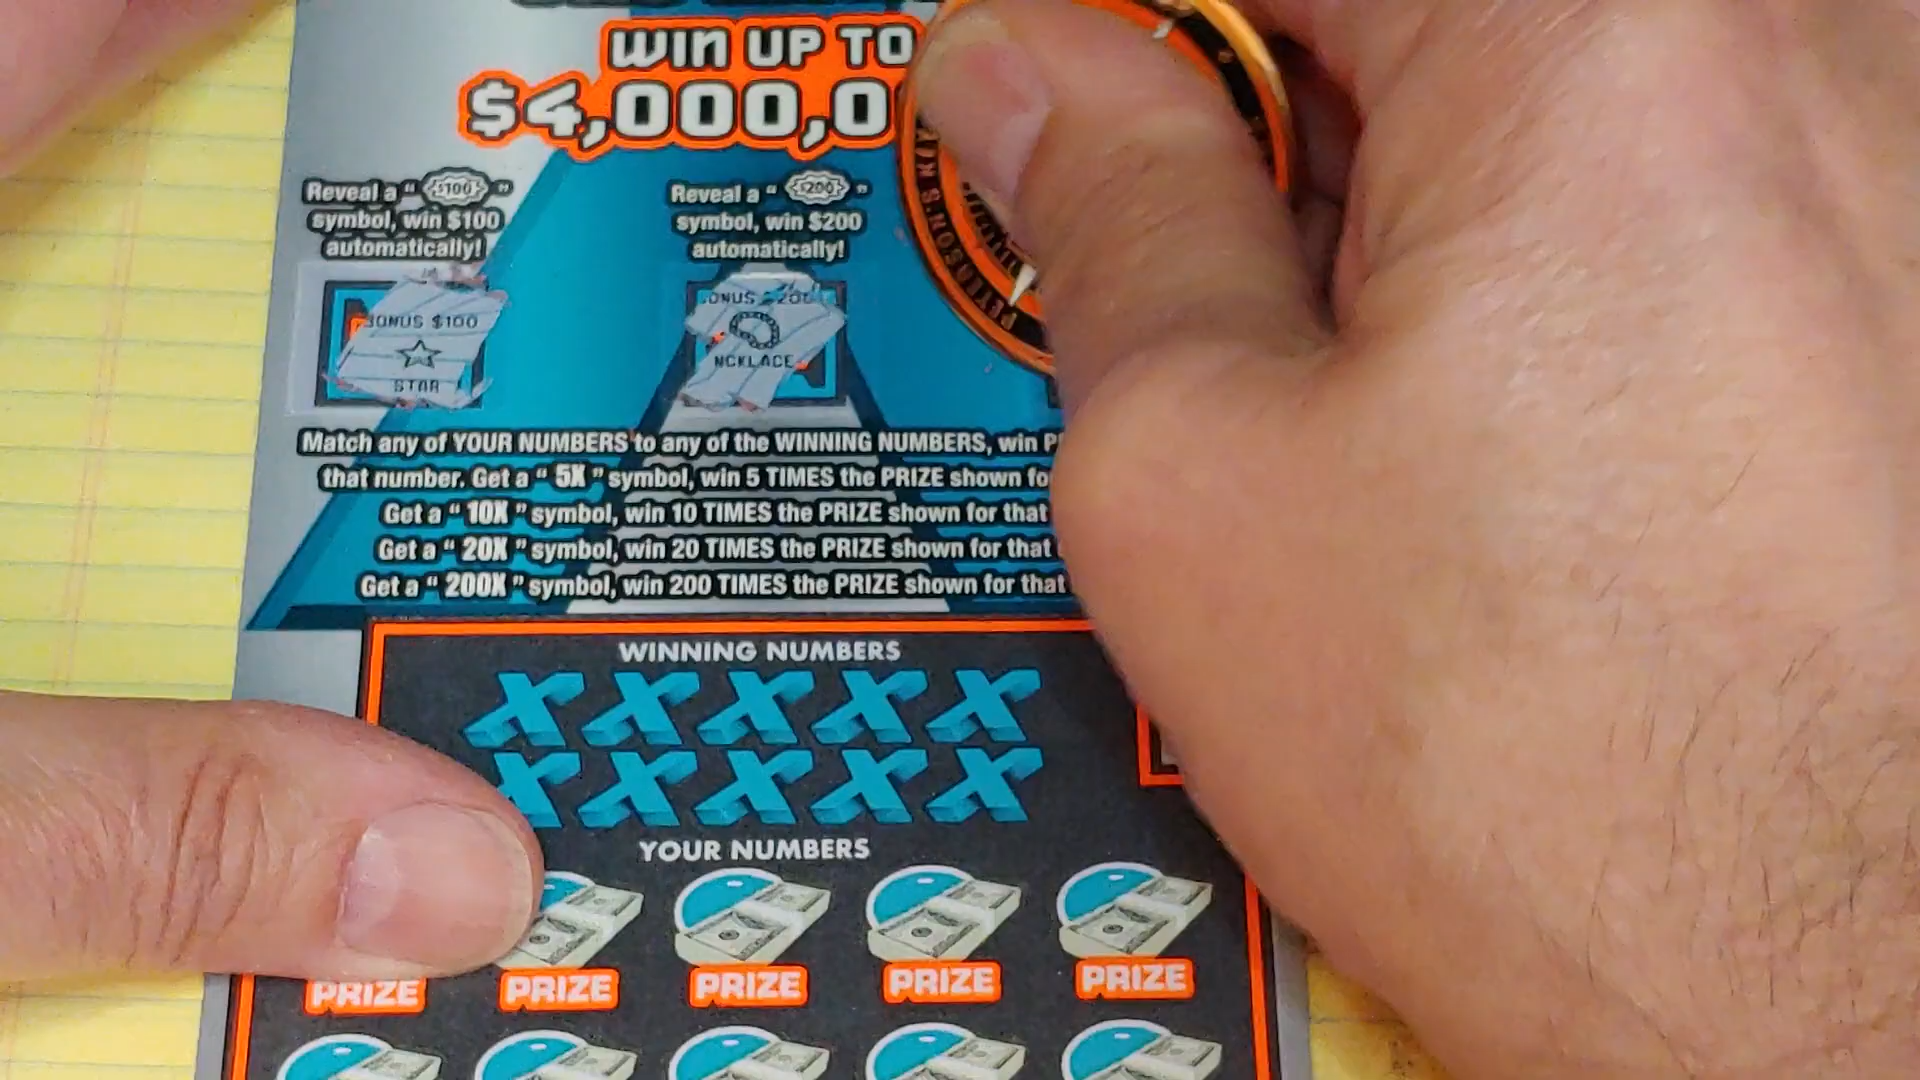 WIN UP TO
$4,000,0
Reveal a "$100"
symbol, win $100
automatically!
Reveal a "$200"
symbol, win $200
automatically!
BONUS $100
STAR
BONUS $200
NCKLACE
PETERSON'S
Match any of YOUR NUMBERS to any of the WINNING NUMBERS, win
that number. Get a "5X" symbol, win 5 TIMES the PRIZE shown
Get a "10X" symbol, win 10 TIMES the PRIZE shown for that
Get a "20X" symbol, win 20 TIMES the PRIZE shown for that
Get a "200X" symbol, win 200 TIMES the PRIZE shown for that
WINNING NUMBERS
X X X X X
X X X X X
YOUR NUMBERS
PRIZE PRIZE PRIZE PRIZE PRIZE